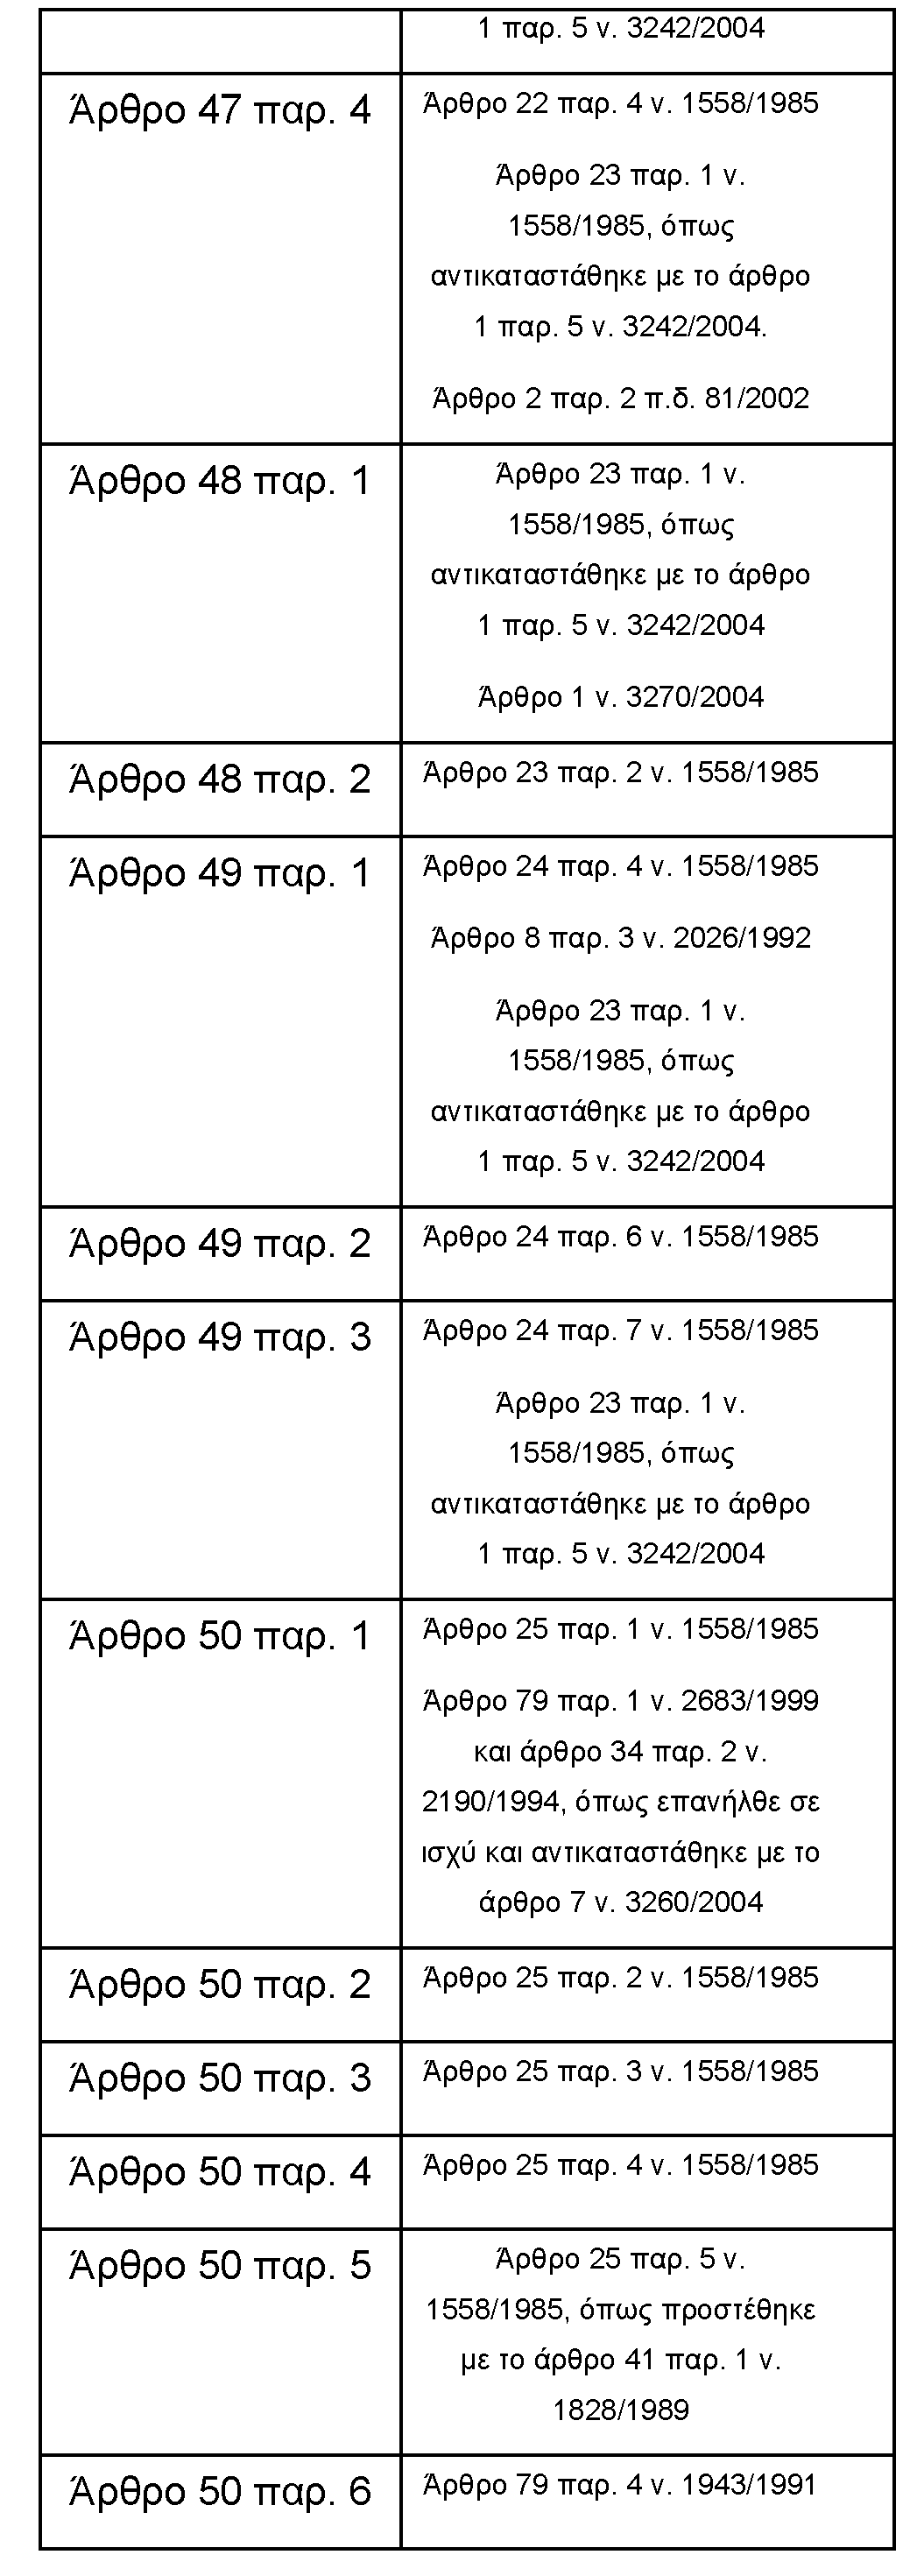 1 παρ. 5 ν. 3242/2004
Άρθρο 47 παρ. 4
Άρθρο 22 παρ. 4 ν. 1558/1985
Άρθρο 23 παρ. 1 ν.
1558/1985, όπως
αντικαταστάθηκε με το άρθρο
1 παρ. 5 ν. 3242/2004.
Άρθρο 2 παρ. 2 π.δ. 81/2002
Άρθρο 48 παρ. 1
Άρθρο 23 παρ. 1 ν.
1558/1985, όπως
αντικαταστάθηκε με το άρθρο
1 παρ. 5 ν. 3242/2004
Άρθρο 1 ν. 3270/2004
Άρθρο 48 παρ. 2
Άρθρο 23 παρ. 2 ν. 1558/1985
Άρθρο 49 παρ. 1
Άρθρο 24 παρ. 4 ν. 1558/1985
Άρθρο 8 παρ. 3 ν. 2026/1992
Άρθρο 23 παρ. 1 ν.
1558/1985, όπως
αντικαταστάθηκε με το άρθρο
1 παρ. 5 ν. 3242/2004
Άρθρο 49 παρ. 2
Άρθρο 24 παρ. 6 ν. 1558/1985
Άρθρο 49 παρ. 3
Άρθρο 24 παρ. 7 ν. 1558/1985
Άρθρο 23 παρ. 1 ν.
1558/1985, όπως
αντικαταστάθηκε με το άρθρο
1 παρ. 5 ν. 3242/2004
Άρθρο 50 παρ. 1
Άρθρο 25 παρ. 1 ν. 1558/1985
Άρθρο 79 παρ. 1 ν. 2683/1999
και άρθρο 34 παρ. 2 ν.
2190/1994, όπως επανήλθε σε
ισχύ και αντικαταστάθηκε με το
άρθρο 7 ν. 3260/2004
Άρθρο 50 παρ. 2
Άρθρο 25 παρ. 2 ν. 1558/1985
Άρθρο 50 παρ. 3
Άρθρο 25 παρ. 3 ν. 1558/1985
Άρθρο 50 παρ. 4
Άρθρο 25 παρ. 4 ν. 1558/1985
Άρθρο 50 παρ. 5
Άρθρο 25 παρ. 5 ν.
1558/1985, όπως προστέθηκε
με το άρθρο 41 παρ. 1 ν.
1828/1989
Άρθρο 50 παρ. 6
Άρθρο 79 παρ. 4 ν. 1943/1991